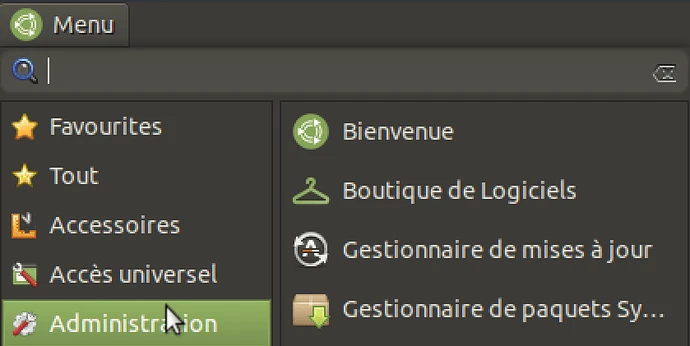 Menu
Favourites
Tout
Accessoires
Accès universel
Administration
Bienvenue
Boutique de Logiciels
Gestionnaire de mises à jour
Gestionnaire de paquets Sy...